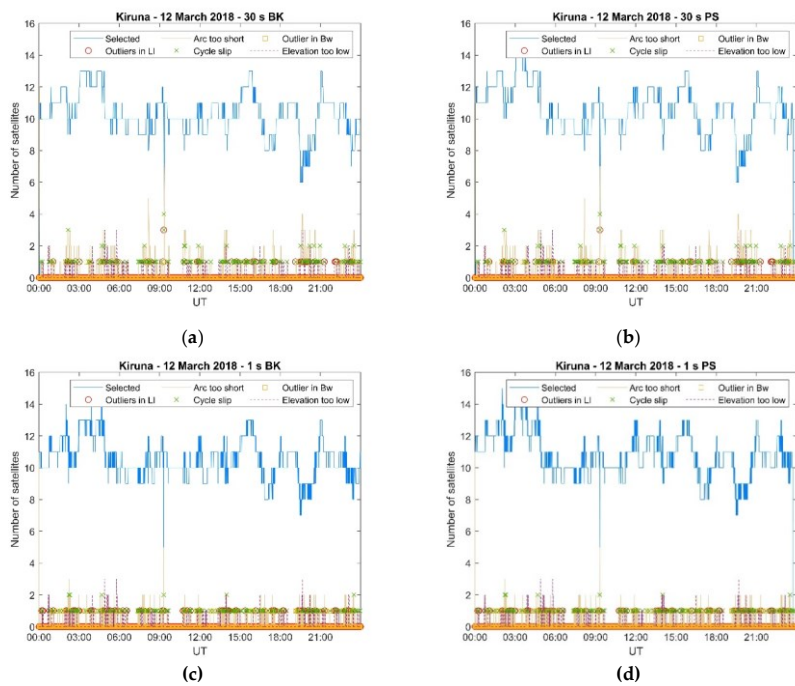 Kiruna - 12 March 2018 - 30 s BK
Selected
Arc too short
Outlier in Bw
Outliers in LI
Cycle slip
Elevation too low
Number of satellites
16
14
12
10
8
6
4
2
0
00:00 03:00 06:00 09:00 12:00 15:00 18:00 21:00
UT
(a)
Kiruna - 12 March 2018 - 30 s PS
Selected
Arc too short
Outlier in Bw
Outliers in LI
Cycle slip
Elevation too low
Number of satellites
16
14
12
10
8
6
4
2
0
00:00 03:00 06:00 09:00 12:00 15:00 18:00 21:00
UT
(b)
Kiruna - 12 March 2018 - 1 s BK
Selected
Arc too short
Outlier in Bw
Outliers in LI
Cycle slip
Elevation too low
Number of satellites
16
14
12
10
8
6
4
2
0
00:00 03:00 06:00 09:00 12:00 15:00 18:00 21:00
UT
(c)
Kiruna - 12 March 2018 - 1 s PS
Selected
Arc too short
Outlier in Bw
Outliers in LI
Cycle slip
Elevation too low
Number of satellites
16
14
12
10
8
6
4
2
0
00:00 03:00 06:00 09:00 12:00 15:00 18:00 21:00
UT
(d)